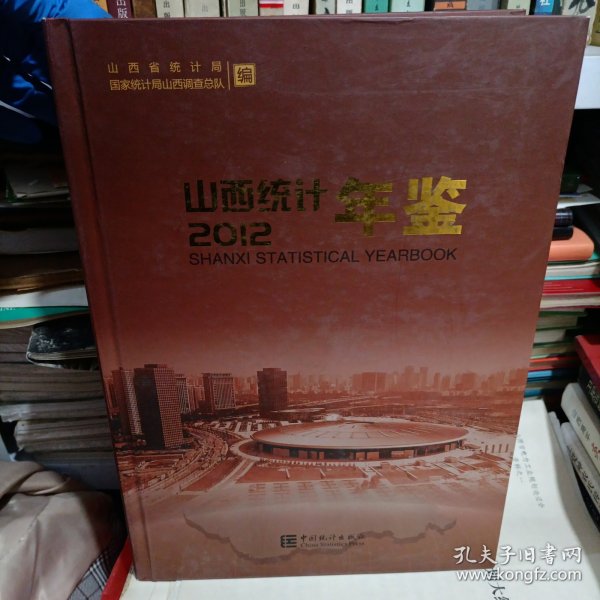 山西省统计局
国家统计局山西调查总队
编
山西统计年鉴
2012
SHANXI STATISTICAL YEARBOOK
中国统计出版社
China Statistics Press
孔夫子旧书网
www.kongfz.com